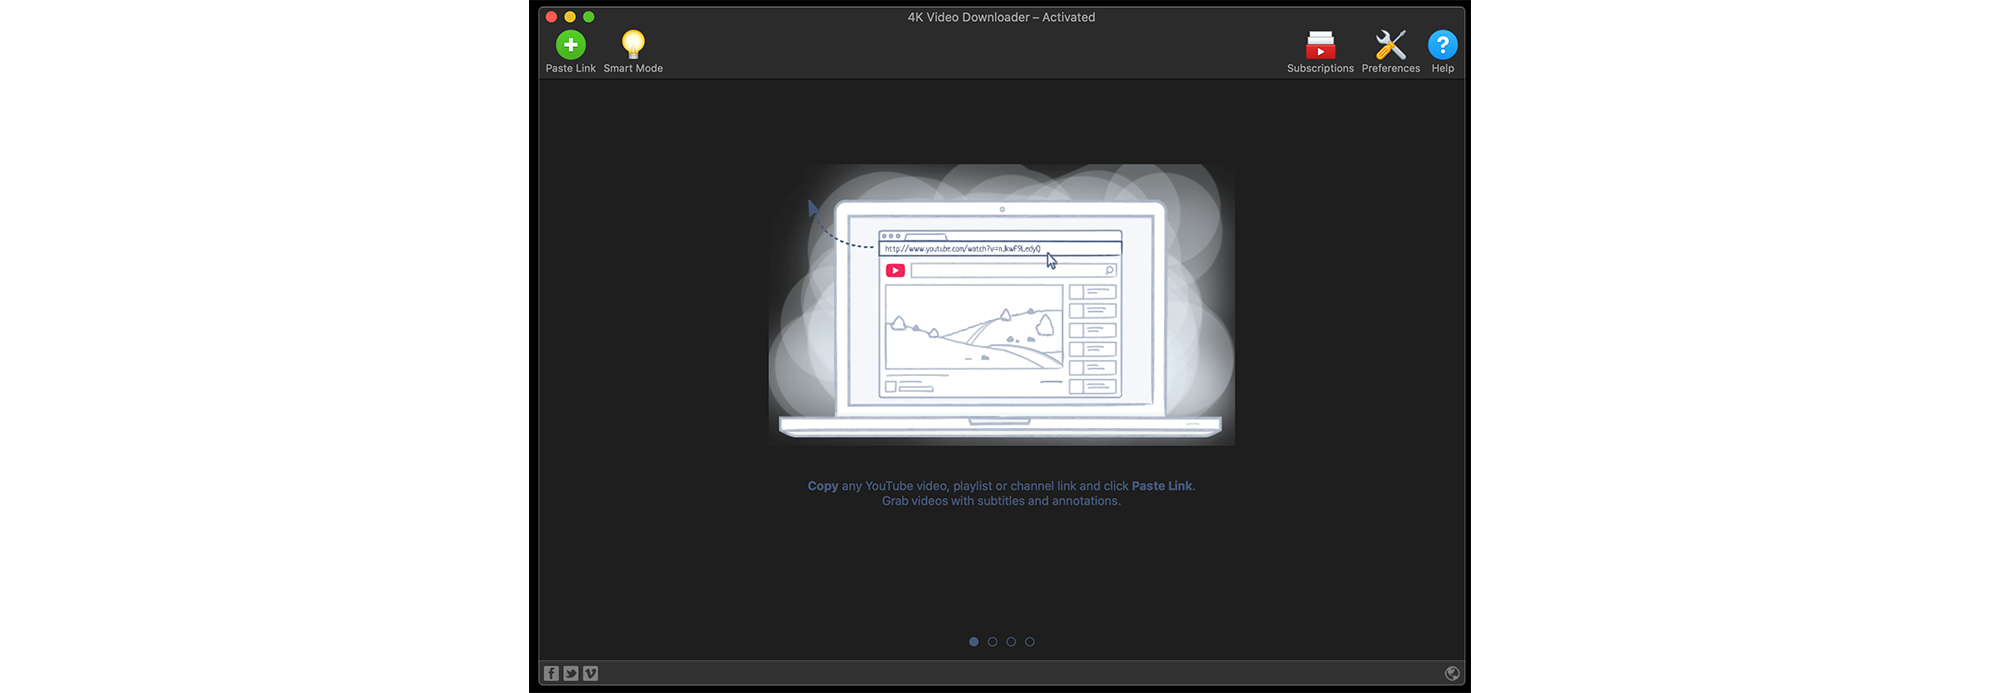 4K Video Downloader – Activated
Paste Link
Smart Mode
Subscriptions
Preferences
Help
http://www.youtube.com/watch?v=nJkwF9LedyQ
Copy any YouTube video, playlist or channel link and click Paste Link.
Grab videos with subtitles and annotations.